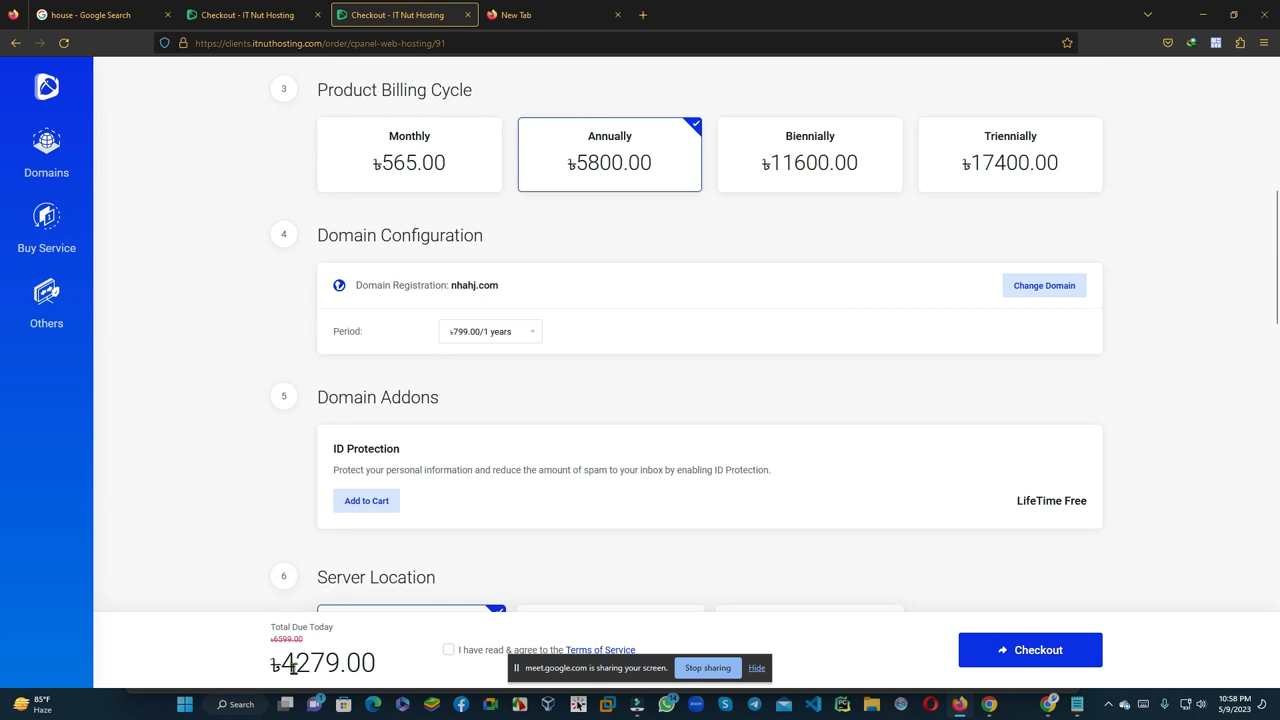 house - Google Search
Checkout - IT Nut Hosting
Checkout - IT Nut Hosting
New Tab
https://clients.itnuthosting.com/order/cpanel-web-hosting/91
Domains
Buy Service
Others
3
Product Billing Cycle
Monthly
৳565.00
Annually
৳5800.00
Biennially
৳11600.00
Triennially
৳17400.00
4
Domain Configuration
Domain Registration: nhahj.com
Change Domain
Period:
৳799.00/1 years
5
Domain Addons
ID Protection
Protect your personal information and reduce the amount of spam to your inbox by enabling ID Protection.
Add to Cart
LifeTime Free
6
Server Location
Total Due Today
৳6599.00
৳4279.00
I have read & agree to the Terms of Service
Checkout
meet.google.com is sharing your screen.
Stop sharing
Hide
85°F
Haze
Search
10:58 PM
5/9/2023